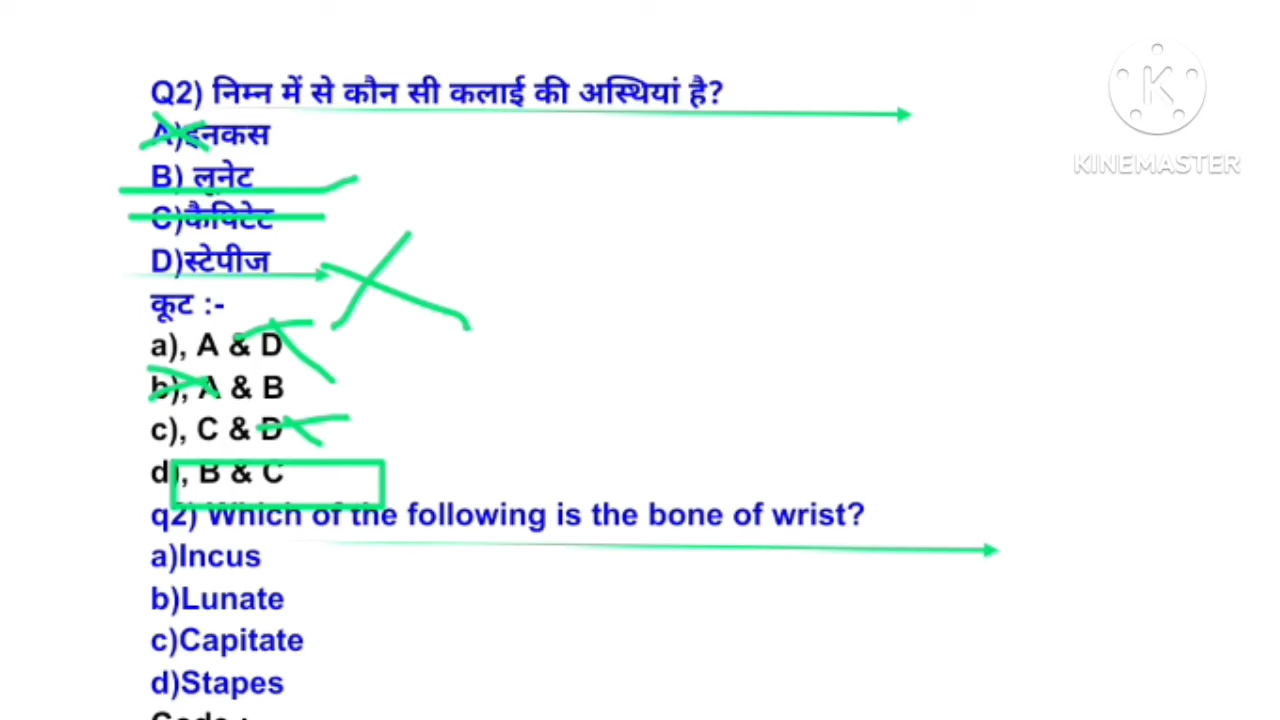 Q2) निम्न में से कौन सी कलाई की अस्थियां है?
A)इनकस
B) लूनेट
C)कैपिटेट
D)स्टेपीज
कूट :-
a), A & D
b), A & B
c), C & D
d), B & C
q2) Which of the following is the bone of wrist?
a)Incus
b)Lunate
c)Capitate
d)Stapes
Code :
K
KINEMASTER